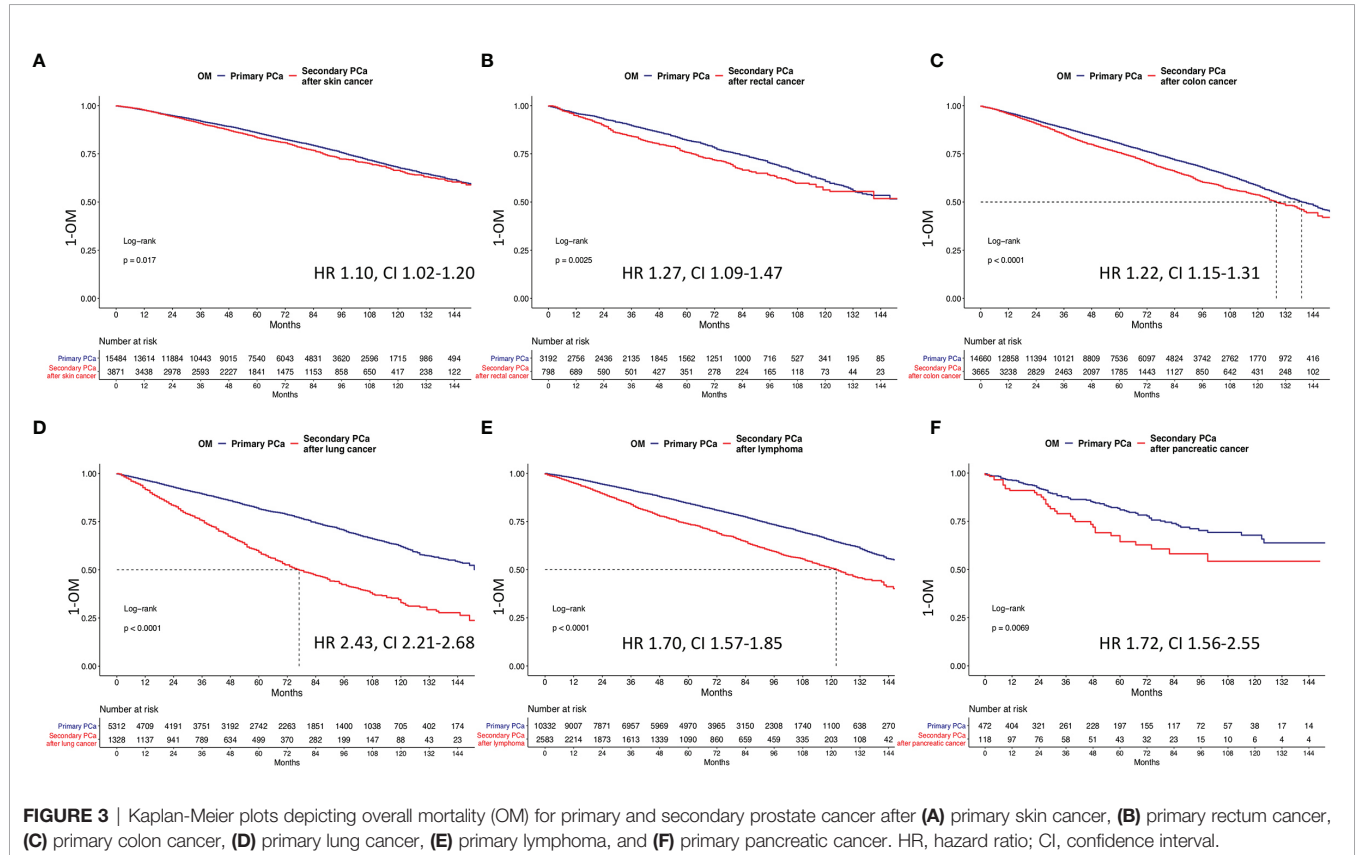 A
OM Primary PCa Secondary PCa
after skin cancer
1.00
0.75
0.50
0.25
0.00
1-OM
Log-rank
p = 0.017
HR 1.10, CI 1.02-1.20
0 12 24 36 48 60 72 84 96 108 120 132 144
Months
Number at risk
Primary PCa 15484 13614 11884 10443 9015 7540 6043 4831 3620 2596 1715 986 494
Secondary PCa
after skin cancer 3871 3438 2978 2593 2227 1841 1475 1153 858 650 417 238 122
0 12 24 36 48 60 72 84 96 108 120 132 144
Months
B
OM Primary PCa Secondary PCa
after rectal cancer
1.00
0.75
0.50
0.25
0.00
1-OM
Log-rank
p = 0.0025
HR 1.27, CI 1.09-1.47
0 12 24 36 48 60 72 84 96 108 120 132 144
Months
Number at risk
Primary PCa 3192 2756 2436 2135 1845 1562 1251 1000 716 527 341 195 85
Secondary PCa
after rectal cancer 798 689 590 501 427 351 278 224 165 118 73 44 23
0 12 24 36 48 60 72 84 96 108 120 132 144
Months
C
OM Primary PCa Secondary PCa
after colon cancer
1.00
0.75
0.50
0.25
0.00
1-OM
Log-rank
p < 0.0001
HR 1.22, CI 1.15-1.31
0 12 24 36 48 60 72 84 96 108 120 132 144
Months
Number at risk
Primary PCa 14660 12858 11394 10121 8809 7536 6097 4824 3742 2762 1770 972 416
Secondary PCa
after colon cancer 3665 3238 2829 2463 2097 1785 1443 1127 850 642 431 248 102
0 12 24 36 48 60 72 84 96 108 120 132 144
Months
D
OM Primary PCa Secondary PCa
after lung cancer
1.00
0.75
0.50
0.25
0.00
1-OM
Log-rank
p < 0.0001
HR 2.43, CI 2.21-2.68
0 12 24 36 48 60 72 84 96 108 120 132 144
Months
Number at risk
Primary PCa 5312 4709 4191 3751 3192 2742 2263 1851 1400 1038 705 402 174
Secondary PCa
after lung cancer 1328 1137 941 789 634 499 370 282 199 147 88 43 23
0 12 24 36 48 60 72 84 96 108 120 132 144
Months
E
OM Primary PCa Secondary PCa
after lymphoma
1.00
0.75
0.50
0.25
0.00
1-OM
Log-rank
p < 0.0001
HR 1.70, CI 1.57-1.85
0 12 24 36 48 60 72 84 96 108 120 132 144
Months
Number at risk
Primary PCa 10332 9007 7871 6957 5969 4970 3965 3150 2308 1740 1100 638 270
Secondary PCa
after lymphoma 2583 2214 1873 1613 1339 1090 860 659 459 335 203 108 42
0 12 24 36 48 60 72 84 96 108 120 132 144
Months
F
OM Primary PCa Secondary PCa
after pancreatic cancer
1.00
0.75
0.50
0.25
0.00
1-OM
Log-rank
p = 0.0069
HR 1.72, CI 1.56-2.55
0 12 24 36 48 60 72 84 96 108 120 132 144
Months
Number at risk
Primary PCa 472 404 321 261 228 197 155 117 72 57 38 17 14
Secondary PCa
after pancreatic cancer 118 97 76 58 51 43 32 23 15 10 6 4 4
0 12 24 36 48 60 72 84 96 108 120 132 144
Months
FIGURE 3 | Kaplan-Meier plots depicting overall mortality (OM) for primary and secondary prostate cancer after (A) primary skin cancer, (B) primary rectum cancer,
(C) primary colon cancer, (D) primary lung cancer, (E) primary lymphoma, and (F) primary pancreatic cancer. HR, hazard ratio; CI, confidence interval.